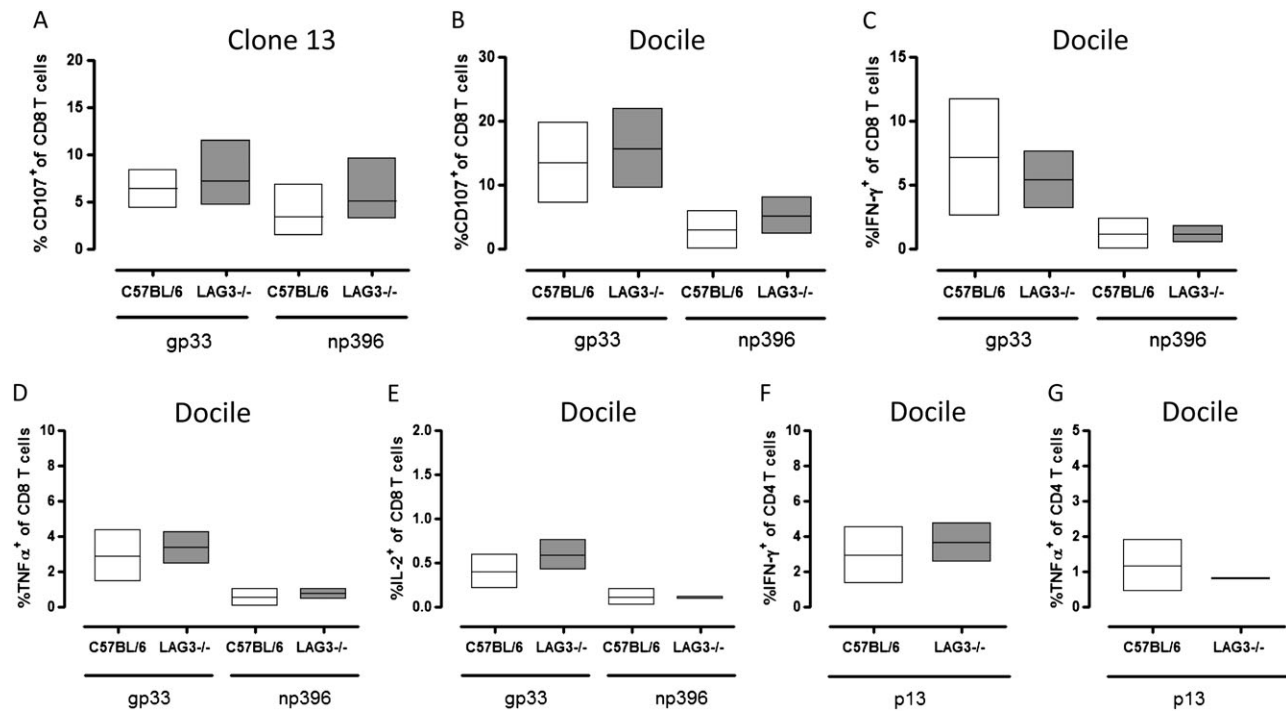 A
Clone 13
% CD107⁺ of CD8 T cells
20
15
10
5
0
C57BL/6 LAG3-/- C57BL/6 LAG3-/-
gp33 np396
B
Docile
%CD107⁺ of CD8 T cells
30
20
10
0
C57BL/6 LAG3-/- C57BL/6 LAG3-/-
gp33 np396
C
Docile
%IFN-γ⁺ of CD8 T cells
15
10
5
0
C57BL/6 LAG3-/- C57BL/6 LAG3-/-
gp33 np396
D
Docile
%TNFα⁺ of CD8 T cells
10
8
6
4
2
0
C57BL/6 LAG3-/- C57BL/6 LAG3-/-
gp33 np396
E
Docile
%IL-2⁺ of CD8 T cells
2.0
1.5
1.0
0.5
0.0
C57BL/6 LAG3-/- C57BL/6 LAG3-/-
gp33 np396
F
Docile
%IFN-γ⁺ of CD4 T cells
10
8
6
4
2
0
C57BL/6 LAG3-/-
p13
G
Docile
%TNFα⁺ of CD4 T cells
5
4
3
2
1
0
C57BL/6 LAG3-/-
p13